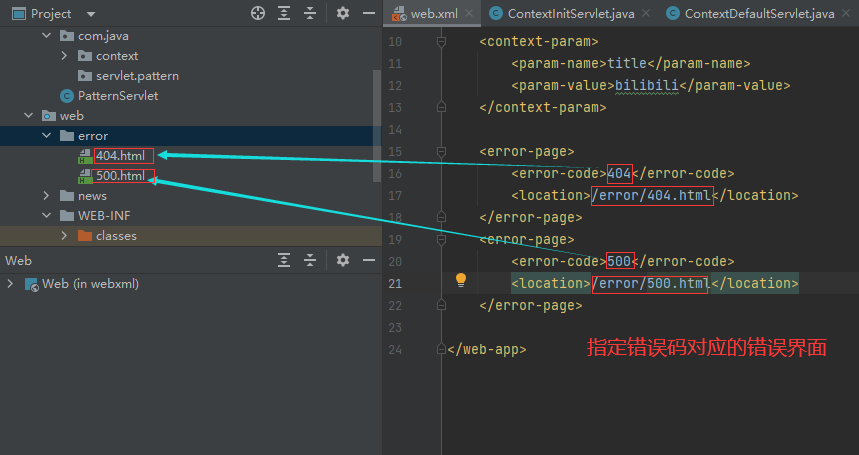 Project
com.java
context
servlet.pattern
PatternServlet
web
error
404.html
500.html
news
WEB-INF
classes
Web
Web (in webxml)
web.xml
ContextInitServlet.java
ContextDefaultServlet.java
10 <context-param>
11 <param-name>title</param-name>
12 <param-value>bilibili</param-value>
13 </context-param>
14
15 <error-page>
16 <error-code>404</error-code>
17 <location>/error/404.html</location>
18 </error-page>
19 <error-page>
20 <error-code>500</error-code>
21 <location>/error/500.html</location>
22 </error-page>
23
24 </web-app>
指定错误码对应的错误界面